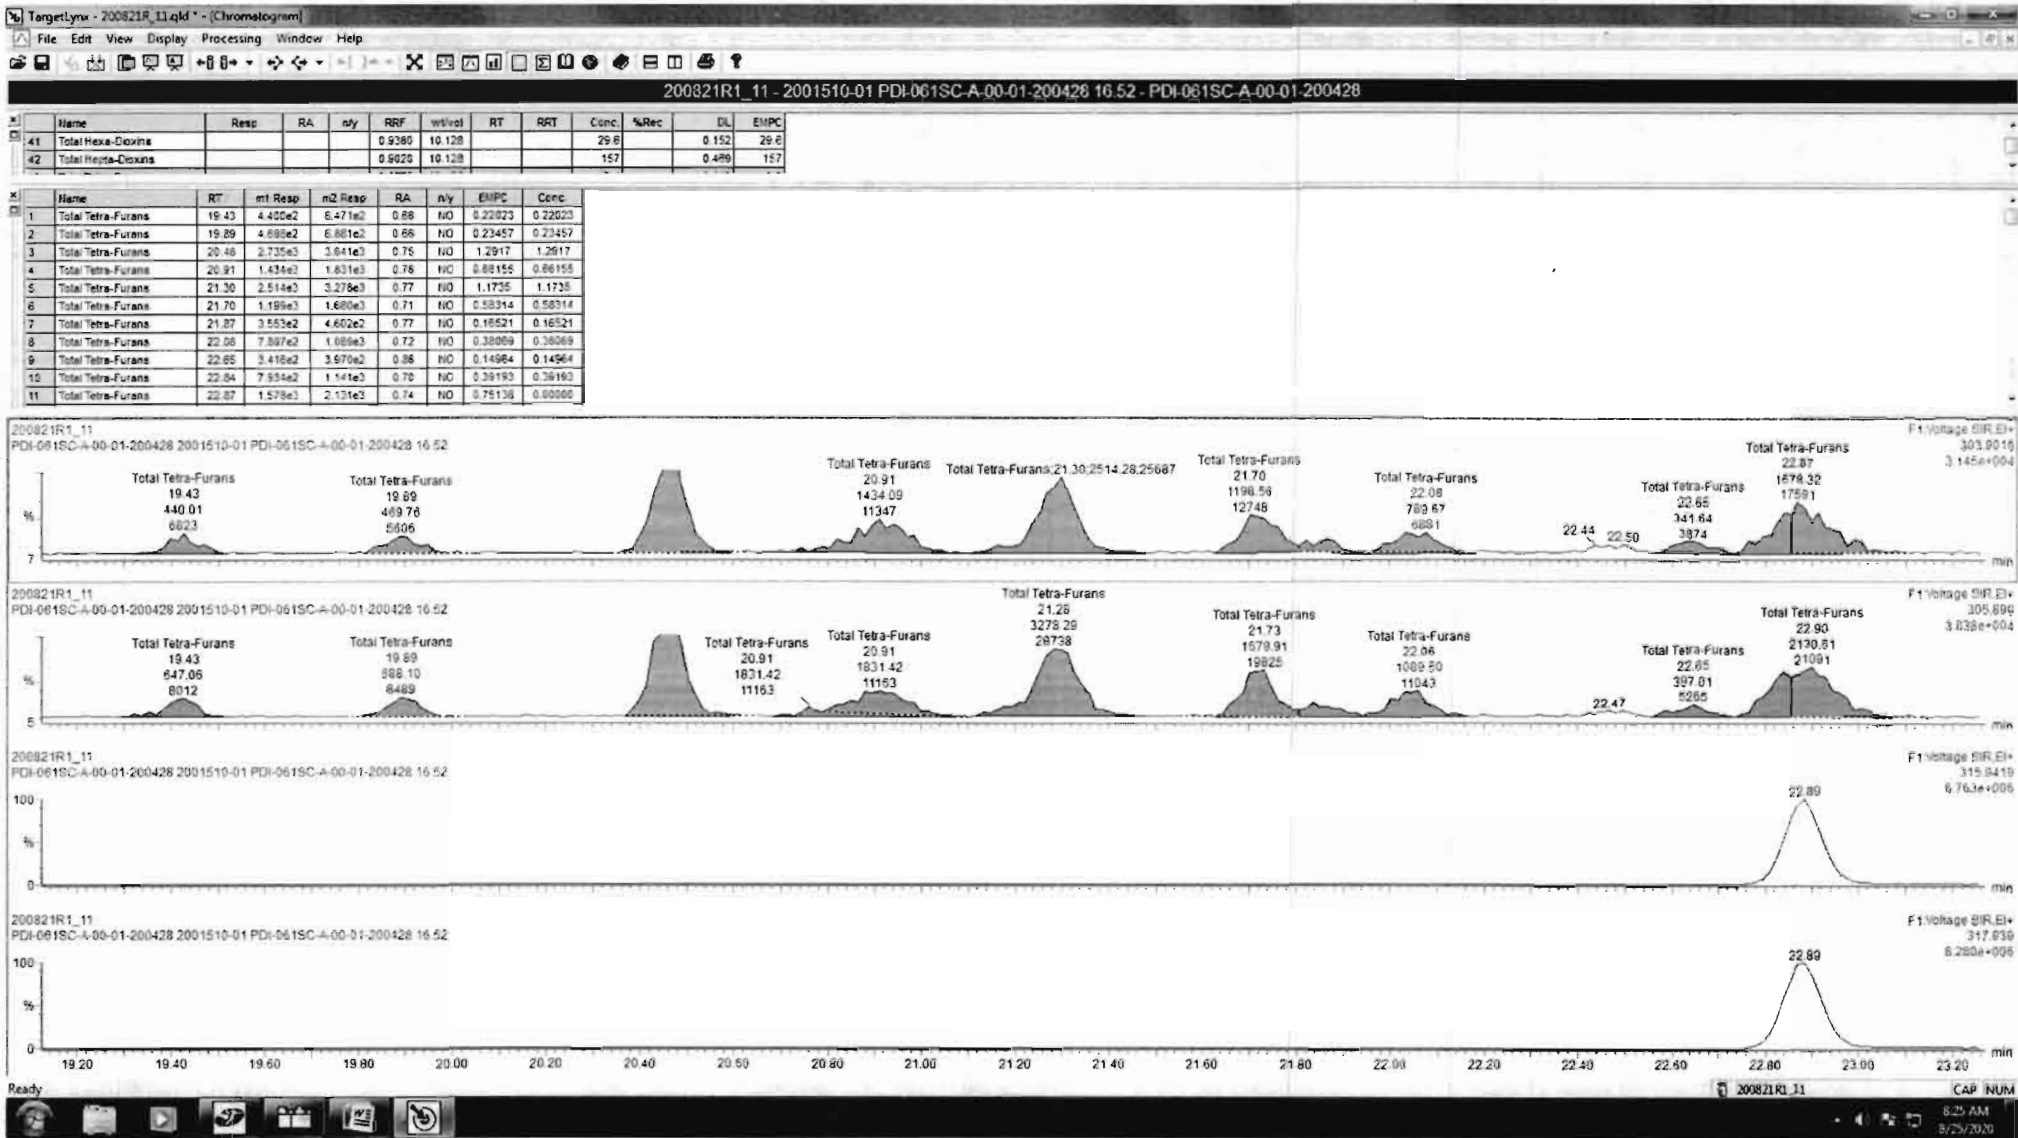 TargetLynx - 200821R_11.qld * - [Chromatogram]
File Edit View Display Processing Window Help
200821R1_11 - 2001510-01 PDI-061SC-A-00-01-200428 16.52 - PDI-061SC-A-00-01-200428
Name Resp RA n/y RRF wt/vol RT RRT Conc. %Rec DL EMPC
41 Total Hexa-Dioxins 0.9380 10.128 29.6 0.152 29.6
42 Total Hepta-Dioxins 10.128 157 157
Name RT m1 Resp m2 Resp RA n/y EMPC Conc.
1 Total Tetra-Furans 19.43 4.400e2 6.471e2 0.68 NO 0.22023 0.22023
2 Total Tetra-Furans 19.89 4.698e2 6.881e2 0.68 NO 0.23457 0.23457
3 Total Tetra-Furans 20.46 2.735e3 3.641e3 0.75 NO 1.2917 1.2917
4 Total Tetra-Furans 20.91 1.434e3 1.831e3 0.78 NO 0.66155 0.66155
5 Total Tetra-Furans 21.30 2.514e3 3.278e3 0.77 NO 1.1735 1.1735
6 Total Tetra-Furans 21.70 1.199e3 1.680e3 0.71 NO 0.58314 0.58314
7 Total Tetra-Furans 21.87 3.553e2 4.602e2 0.77 NO 0.16521 0.16521
8 Total Tetra-Furans 22.06 7.897e2 1.089e3 0.72 NO 0.38069 0.38069
9 Total Tetra-Furans 22.65 3.416e2 3.970e2 0.86 NO 0.14964 0.14964
10 Total Tetra-Furans 22.84 7.934e2 1.141e3 0.70 NO 0.39193 0.39193
11 Total Tetra-Furans 22.87 1.578e3 2.131e3 0.74 NO 0.75136 0.00000
200821R1_11
PDI-061SC-A-00-01-200428 2001510-01 PDI-061SC-A-00-01-200428 16.52
F1:Voltage SIR,EI+
303.9016
3.145e+004
Total Tetra-Furans
19.43
440.01
6823
Total Tetra-Furans
19.89
469.76
5606
Total Tetra-Furans
20.91
1434.09
11347
Total Tetra-Furans;21.30;2514.28;25687
Total Tetra-Furans
21.70
1198.56
12748
Total Tetra-Furans
22.06
789.67
6881
22.44
22.50
Total Tetra-Furans
22.65
341.64
3874
Total Tetra-Furans
22.87
1578.32
17591
%
7
min
200821R1_11
PDI-061SC-A-00-01-200428 2001510-01 PDI-061SC-A-00-01-200428 16.52
F1:Voltage SIR,EI+
305.899
3.838e+004
Total Tetra-Furans
19.43
647.06
8012
Total Tetra-Furans
19.89
688.10
8489
Total Tetra-Furans
20.91
1831.42
11163
Total Tetra-Furans
20.91
1831.42
11163
Total Tetra-Furans
21.28
3278.29
28738
Total Tetra-Furans
21.73
1679.91
19825
Total Tetra-Furans
22.06
1089.50
11043
22.47
Total Tetra-Furans
22.65
397.01
5265
Total Tetra-Furans
22.90
2130.61
21091
%
5
min
200821R1_11
PDI-061SC-A-00-01-200428 2001510-01 PDI-061SC-A-00-01-200428 16.52
F1:Voltage SIR,EI+
315.9419
6.763e+006
100
22.89
%
0
min
200821R1_11
PDI-061SC-A-00-01-200428 2001510-01 PDI-061SC-A-00-01-200428 16.52
F1:Voltage SIR,EI+
317.939
8.280e+006
100
22.89
%
0
min
19.20 19.40 19.60 19.80 20.00 20.20 20.40 20.60 20.80 21.00 21.20 21.40 21.60 21.80 22.00 22.20 22.40 22.60 22.80 23.00 23.20
Ready
200821R1_11
CAP NUM
8:25 AM
8/25/2020